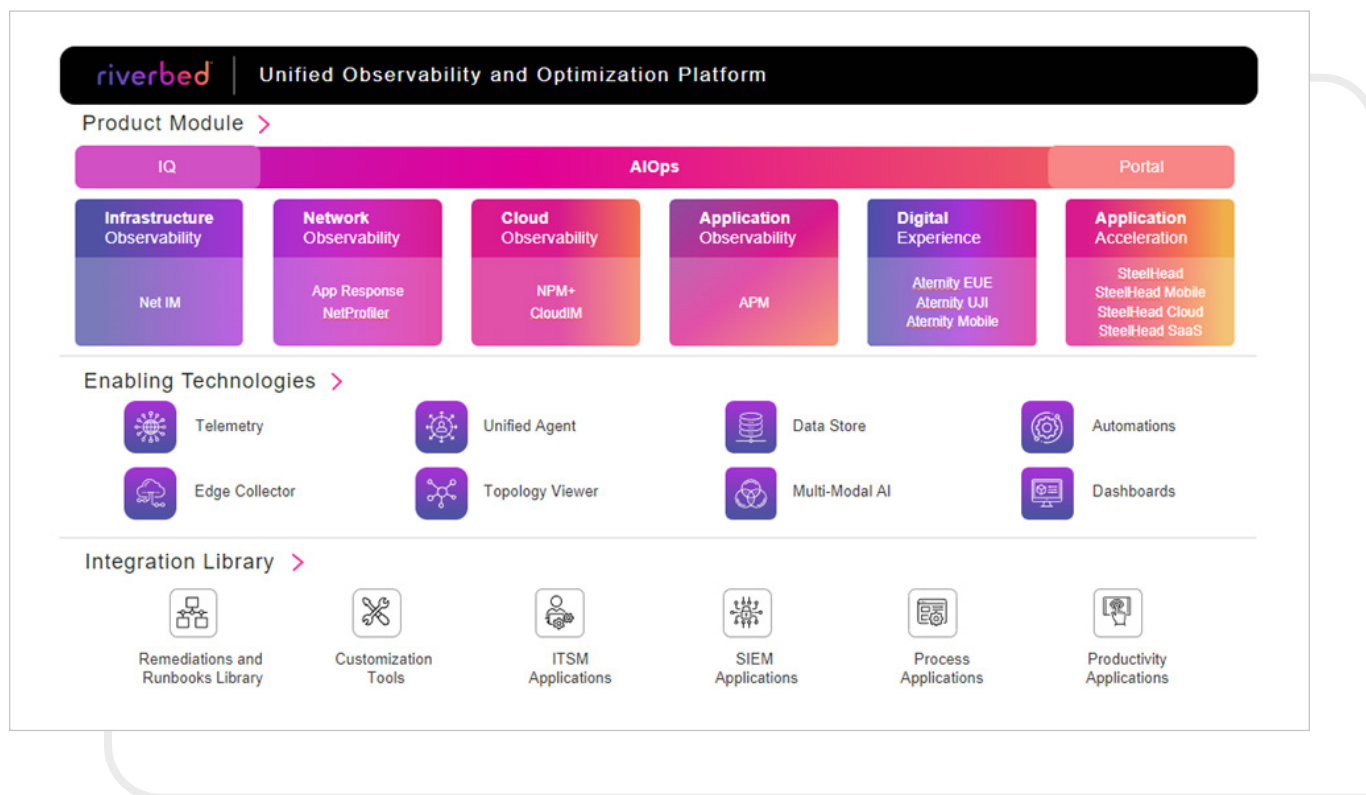 riverbed Unified Observability and Optimization Platform
Product Module >
IQ AIOps Portal
Infrastructure
Observability
Net IM
Network
Observability
App Response
NetProfiler
Cloud
Observability
NPM+
CloudIM
Application
Observability
APM
Digital
Experience
Aternity EUE
Aternity UJI
Aternity Mobile
Application
Acceleration
SteelHead
SteelHead Mobile
SteelHead Cloud
SteelHead SaaS
Enabling Technologies >
Telemetry
Unified Agent
Data Store
Automations
Edge Collector
Topology Viewer
Multi-Modal AI
Dashboards
Integration Library >
Remediations and
Runbooks Library
Customization
Tools
ITSM
Applications
SIEM
Applications
Process
Applications
Productivity
Applications